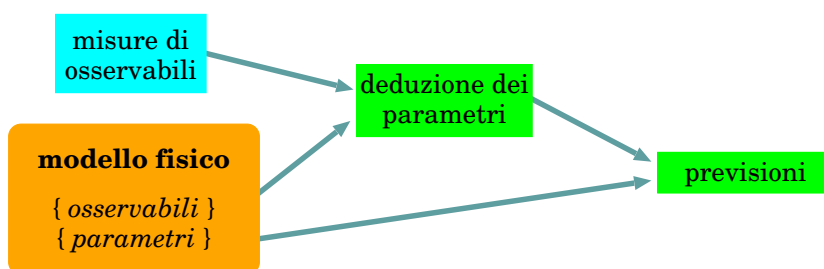 misure di
osservabili
deduzione dei
parametri
modello fisico
{ osservabili }
{ parametri }
previsioni